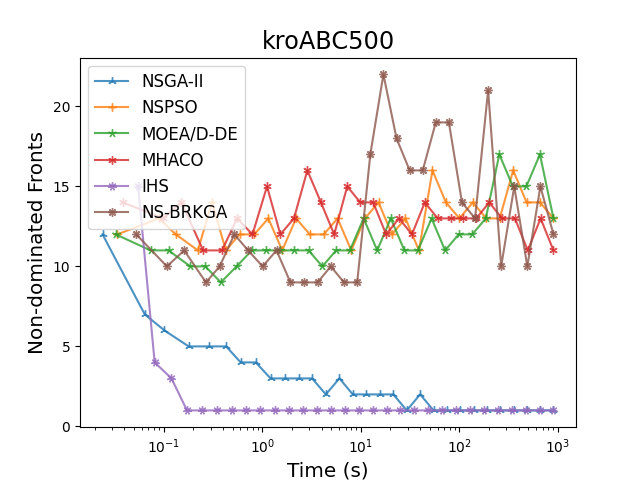 kroABC500
Non-dominated Fronts
20
15
10
5
0
NSGA-II
NSPSO
MOEA/D-DE
MHACO
IHS
NS-BRKGA
10⁻¹
10⁰
10¹
10²
10³
Time (s)